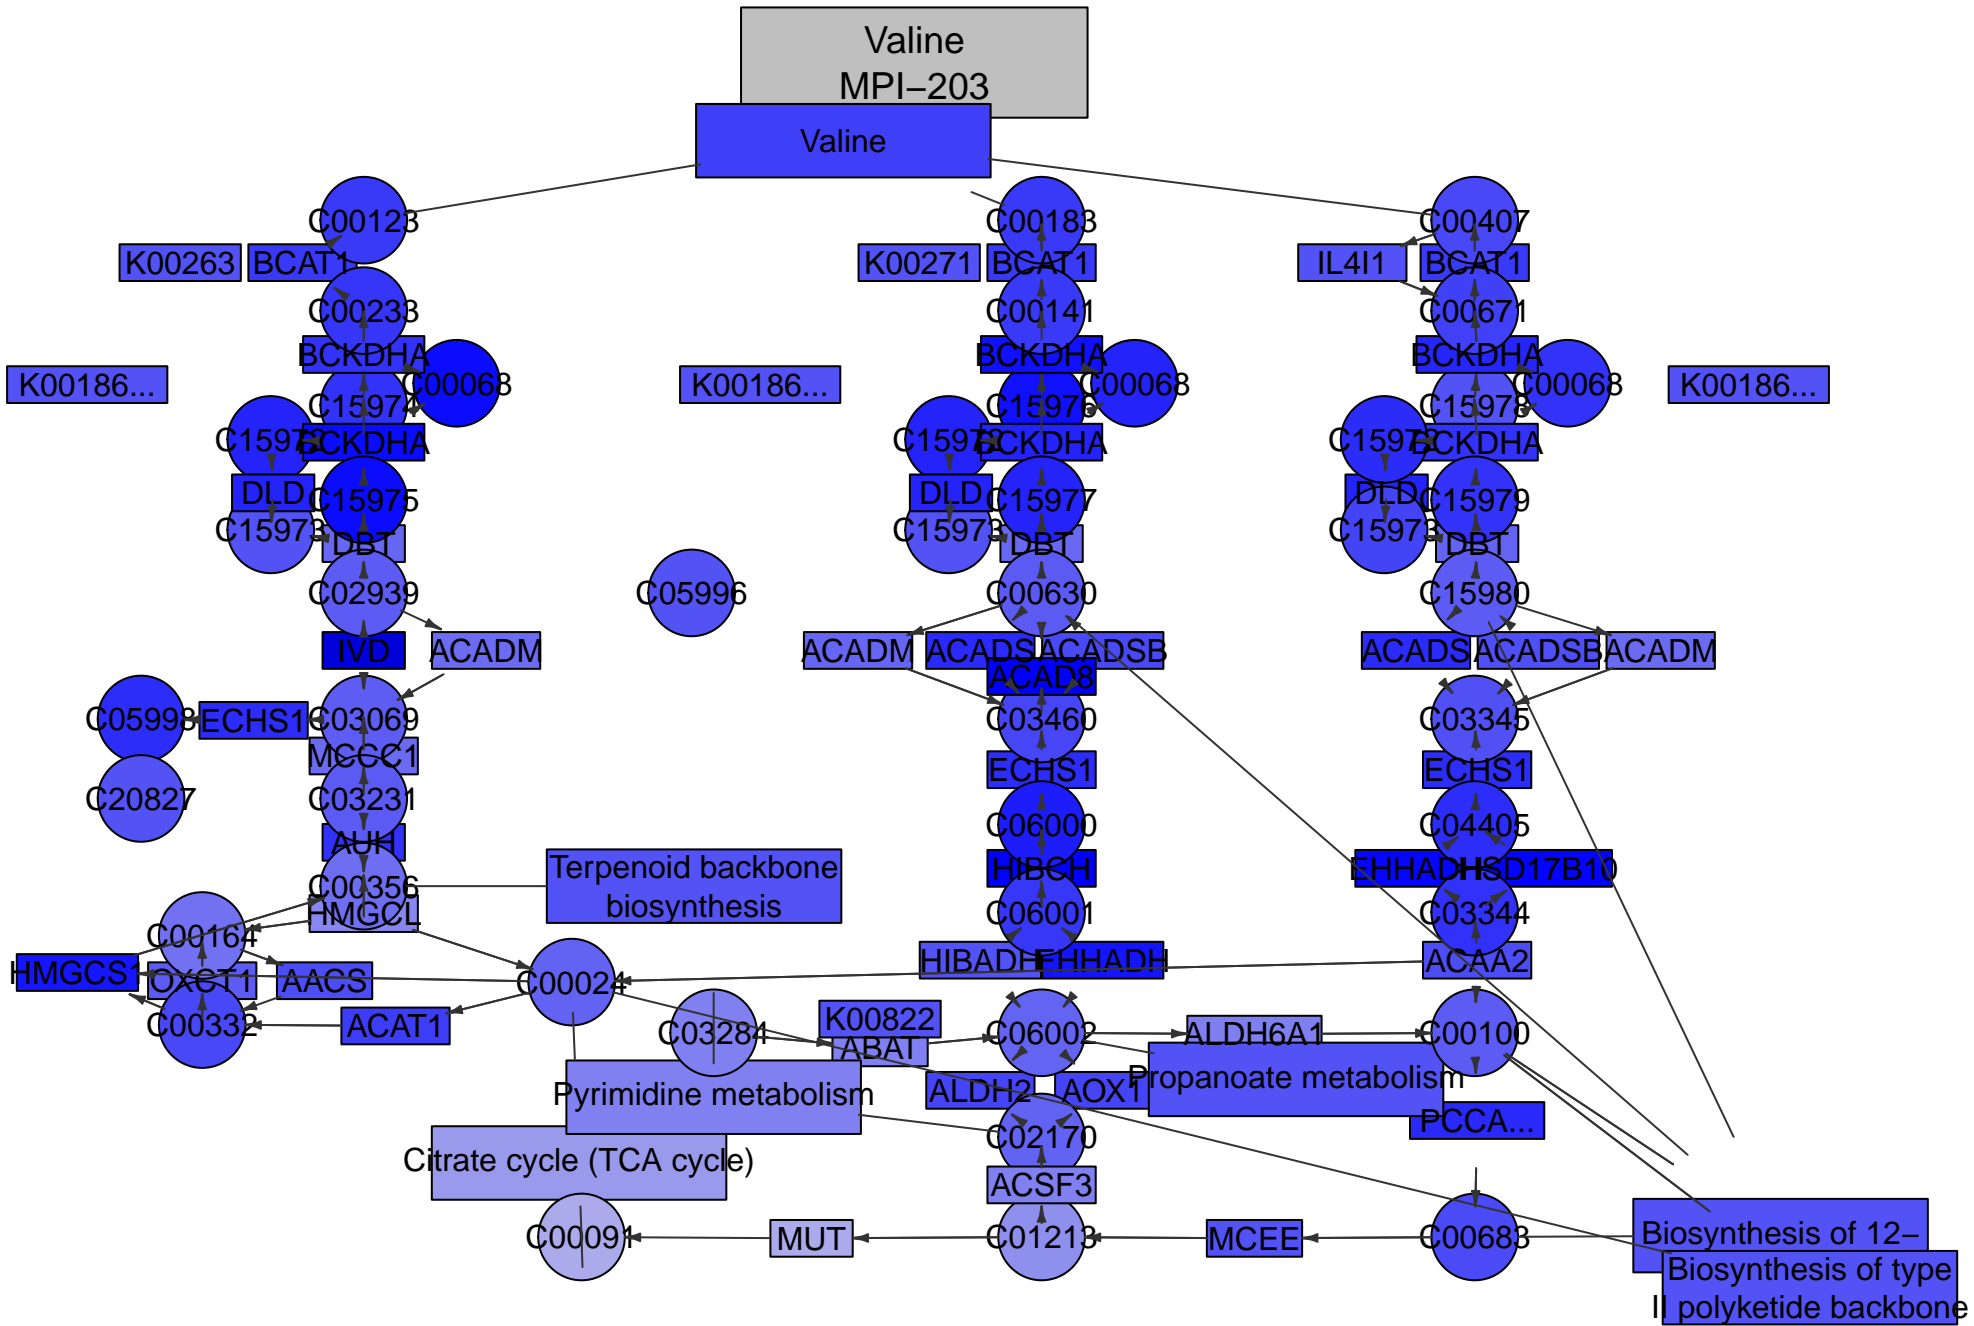 Valine
MPI−203
Valine
C00123
C00183
C00407
K00263
BCAT1
K00271
BCAT1
IL4I1
BCAT1
C00233
C00141
C00671
BCKDHA
BCKDHA
BCKDHA
K00186...
C15974
C00068
K00186...
C15976
C00068
C15978
C00068
K00186...
C15972
BCKDHA
C15972
BCKDHA
C15972
BCKDHA
DLD
C15975
DLD
C15977
DLD
C15979
C15973
DBT
C15973
DBT
C15973
DBT
C02939
C05996
C00630
C15980
IVD
ACADM
ACADM
ACADS
ACADSB
ACADS
ACADSB
ACADM
ACAD8
C05998
ECHS1
C03069
C03460
C03345
MCCC1
ECHS1
ECHS1
C20827
C03231
C06000
C04405
AUH
HIBCH
EHHADH
HSD17B10
Terpenoid backbone
biosynthesis
C00356
HMGCL
C06001
C03344
C00164
HMGCS1
OXCT1
AACS
C00024
HIBADH
EHHADH
ACAA2
C00332
ACAT1
C03284
K00822
ABAT
C06002
ALDH6A1
C00100
Pyrimidine metabolism
ALDH2
AOX1
Propanoate metabolism
PCCA...
C02170
Citrate cycle (TCA cycle)
ACSF3
C00091
MUT
C01213
MCEE
C00683
Biosynthesis of 12−
Biosynthesis of type
II polyketide backbone